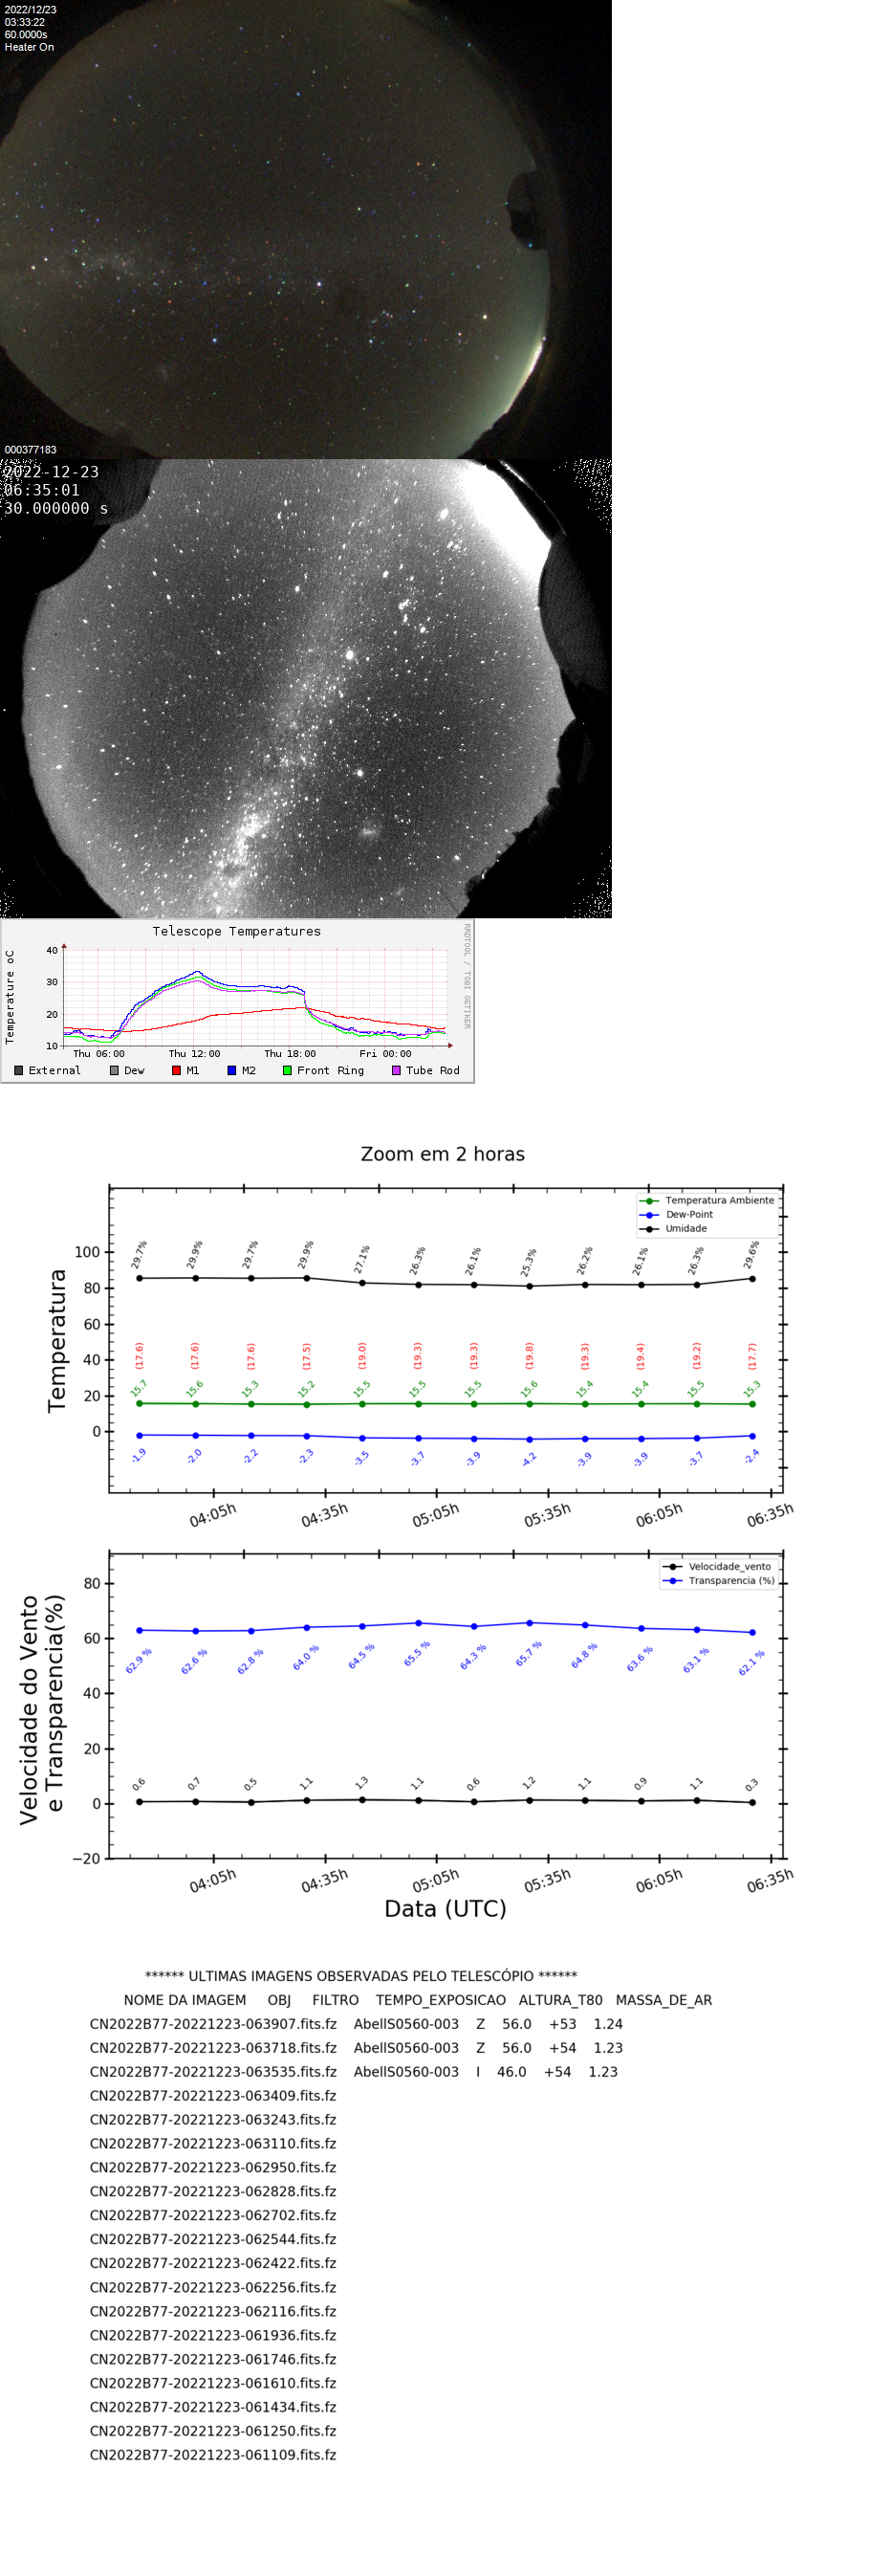 2022/12/23
03:33:22
60.0000s
Heater On
000377183
2022-12-23
06:35:01
30.000000 s
Telescope Temperatures
Temperature oC
RRDTOOL / TOBI OETIKER
40
30
20
10
Thu 06:00 Thu 12:00 Thu 18:00 Fri 00:00
External Dew M1 M2 Front Ring Tube Rod
Zoom em 2 horas
Temperatura
Temperatura Ambiente
Dew-Point
Umidade
100
80
60
40
20
0
29.7% 29.9% 29.7% 29.9% 27.1% 26.3% 26.1% 25.3% 26.2% 26.1% 26.3% 29.6%
(17.6) (17.6) (17.6) (17.5) (19.0) (19.3) (19.3) (19.8) (19.3) (19.4) (19.2) (17.7)
15.7 15.6 15.3 15.2 15.5 15.5 15.5 15.6 15.4 15.4 15.5 15.3
-1.9 -2.0 -2.2 -2.3 -3.5 -3.7 -3.9 -4.2 -3.9 -3.9 -3.7 -2.4
04:05h 04:35h 05:05h 05:35h 06:05h 06:35h
Velocidade do Vento
e Transparencia(%)
Velocidade_vento
Transparencia (%)
80
60
40
20
0
−20
62.9 % 62.6 % 62.8 % 64.0 % 64.5 % 65.5 % 64.3 % 65.7 % 64.8 % 63.6 % 63.1 % 62.1 %
0.6 0.7 0.5 1.1 1.3 1.1 0.6 1.2 1.1 0.9 1.1 0.3
04:05h 04:35h 05:05h 05:35h 06:05h 06:35h
Data (UTC)
****** ULTIMAS IMAGENS OBSERVADAS PELO TELESCÓPIO ******
NOME DA IMAGEM OBJ FILTRO TEMPO_EXPOSICAO ALTURA_T80 MASSA_DE_AR
CN2022B77-20221223-063907.fits.fz AbellS0560-003 Z 56.0 +53 1.24
CN2022B77-20221223-063718.fits.fz AbellS0560-003 Z 56.0 +54 1.23
CN2022B77-20221223-063535.fits.fz AbellS0560-003 I 46.0 +54 1.23
CN2022B77-20221223-063409.fits.fz
CN2022B77-20221223-063243.fits.fz
CN2022B77-20221223-063110.fits.fz
CN2022B77-20221223-062950.fits.fz
CN2022B77-20221223-062828.fits.fz
CN2022B77-20221223-062702.fits.fz
CN2022B77-20221223-062544.fits.fz
CN2022B77-20221223-062422.fits.fz
CN2022B77-20221223-062256.fits.fz
CN2022B77-20221223-062116.fits.fz
CN2022B77-20221223-061936.fits.fz
CN2022B77-20221223-061746.fits.fz
CN2022B77-20221223-061610.fits.fz
CN2022B77-20221223-061434.fits.fz
CN2022B77-20221223-061250.fits.fz
CN2022B77-20221223-061109.fits.fz